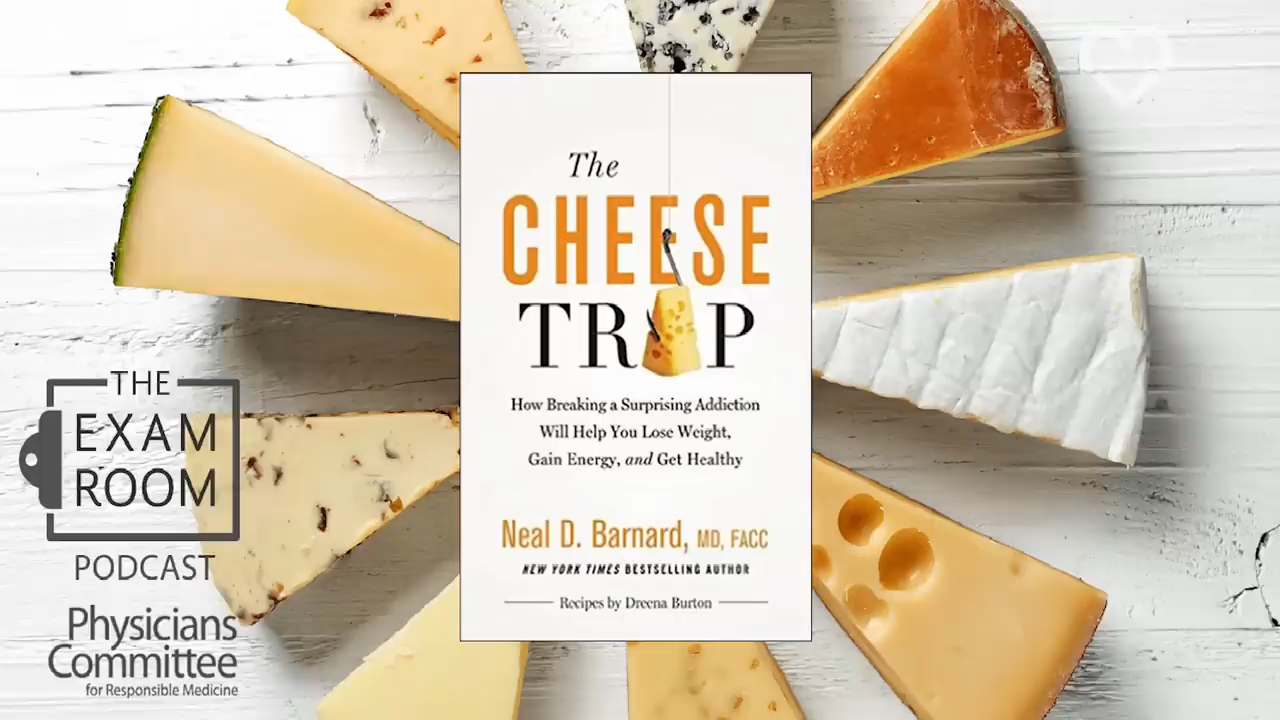 The
CHEESE
TRAP
How Breaking a Surprising Addiction
Will Help You Lose Weight,
Gain Energy, and Get Healthy
Neal D. Barnard, MD, FACC
NEW YORK TIMES BESTSELLING AUTHOR
Recipes by Dreena Burton
THE
EXAM
ROOM
PODCAST
Physicians
Committee
for Responsible Medicine